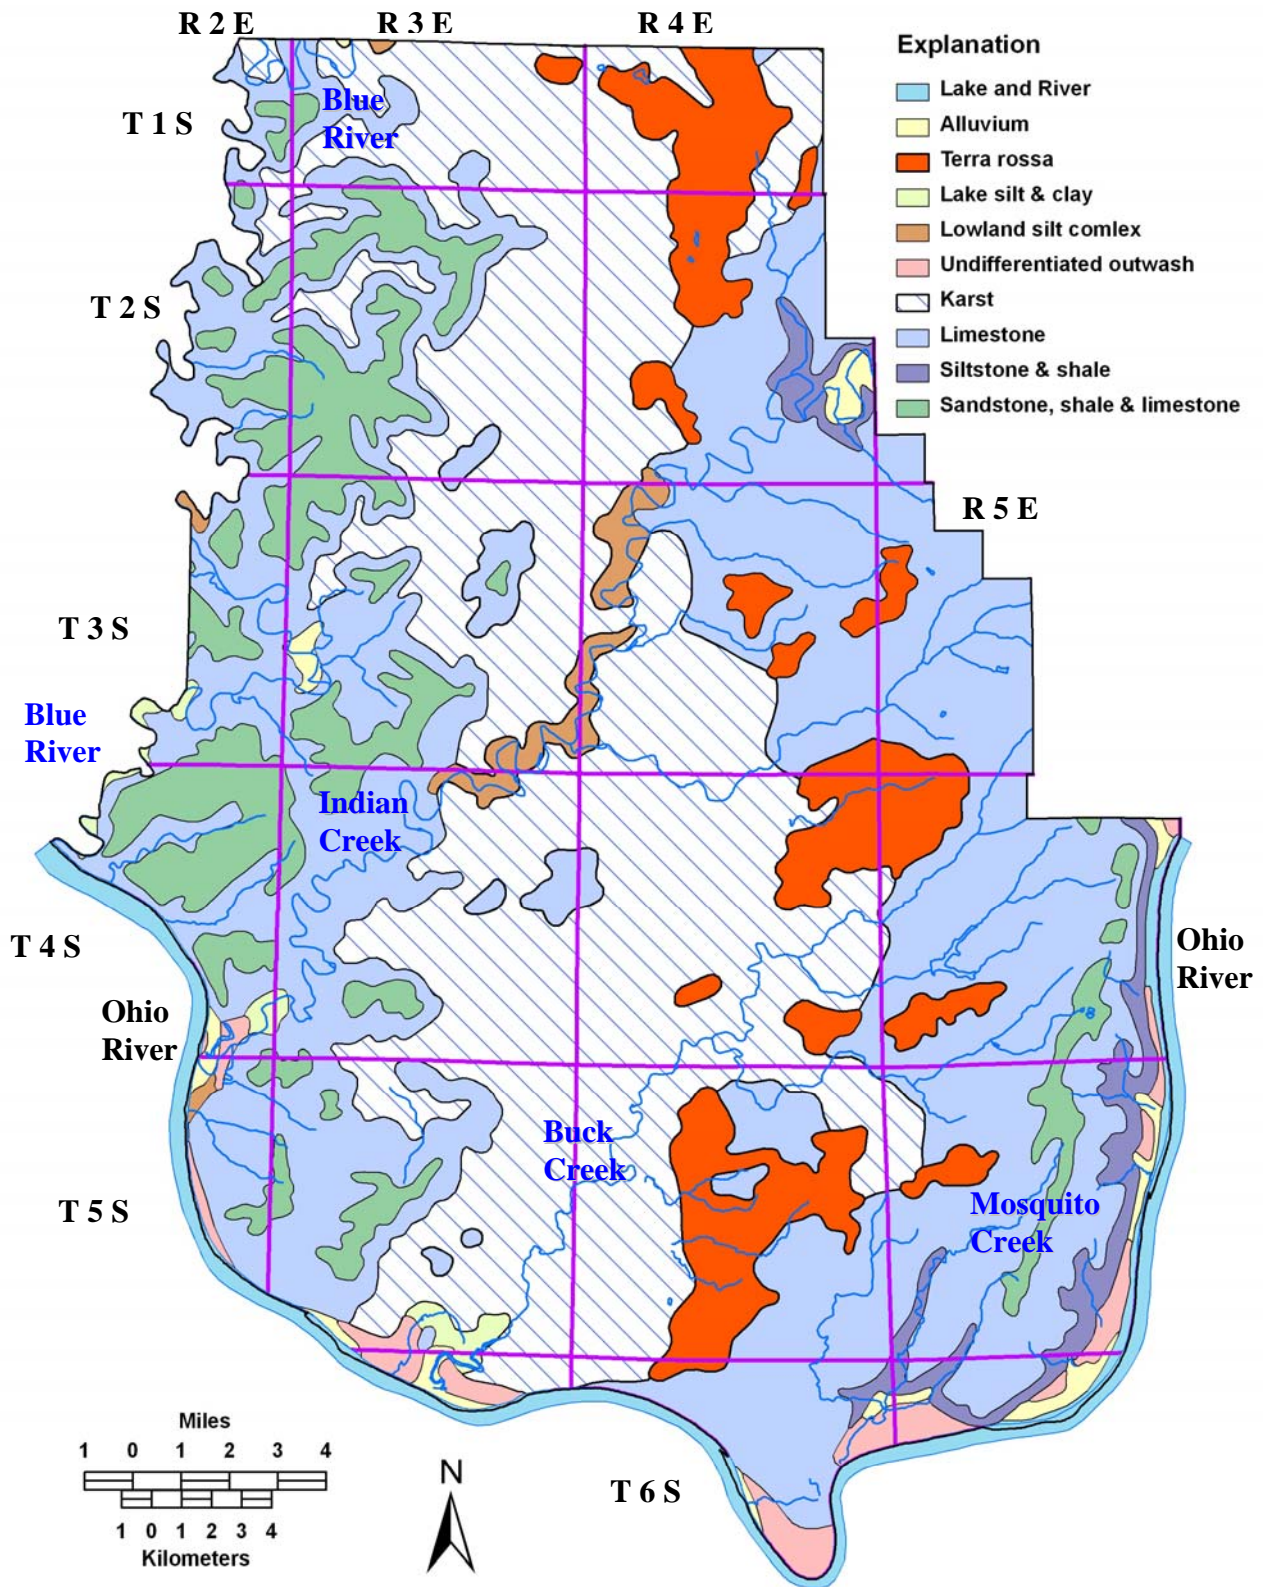 R 2 E
R 3 E
R 4 E
Explanation
Lake and River
Alluvium
Terra rossa
Lake silt & clay
Lowland silt comlex
Undifferentiated outwash
Karst
Limestone
Siltstone & shale
Sandstone, shale & limestone
Blue
River
T 1 S
T 2 S
R 5 E
T 3 S
Blue
River
Indian
Creek
T 4 S
Ohio
River
Ohio
River
Buck
Creek
T 5 S
Mosquito
Creek
Miles
1 0 1 2 3 4
1 0 1 2 3 4
Kilometers
N
T 6 S